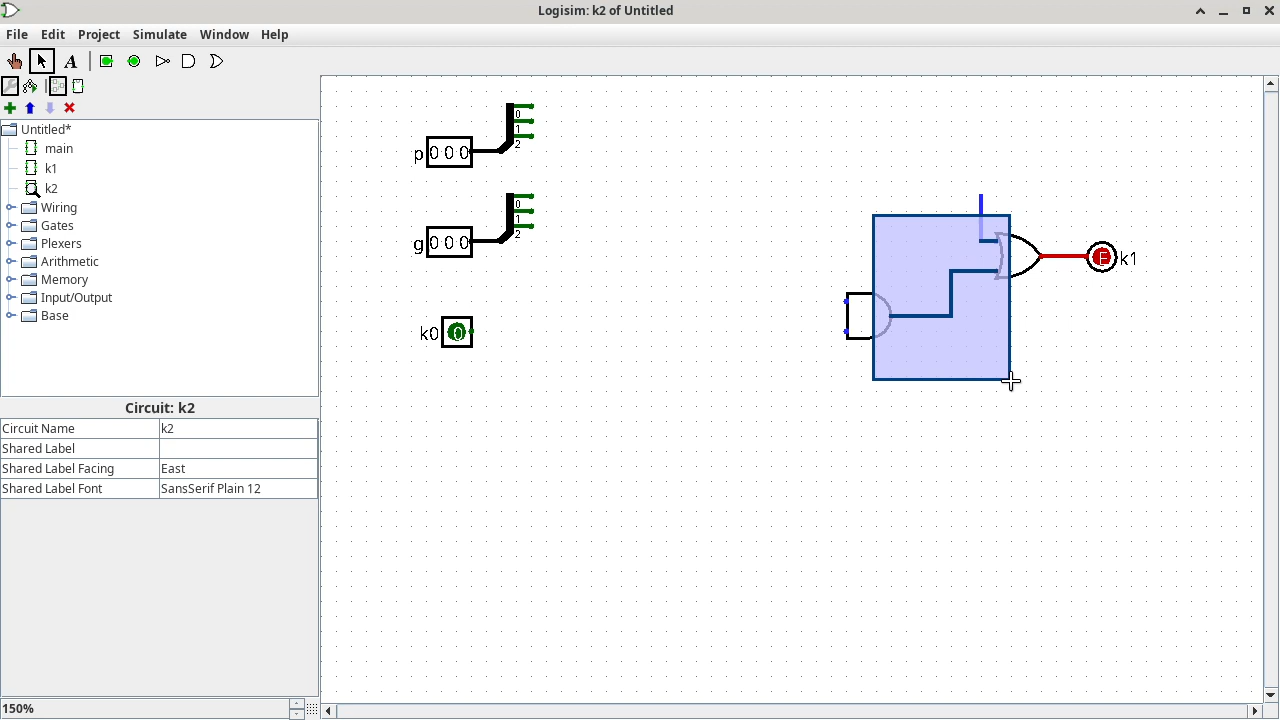 Logisim: k2 of Untitled
File Edit Project Simulate Window Help
A
Untitled*
main
k1
k2
Wiring
Gates
Plexers
Arithmetic
Memory
Input/Output
Base
Circuit: k2
Circuit Name k2
Shared Label
Shared Label Facing East
Shared Label Font SansSerif Plain 12
150%
0
1
2
p 0 0 0
0
1
2
g 0 0 0
k0 0
E k1